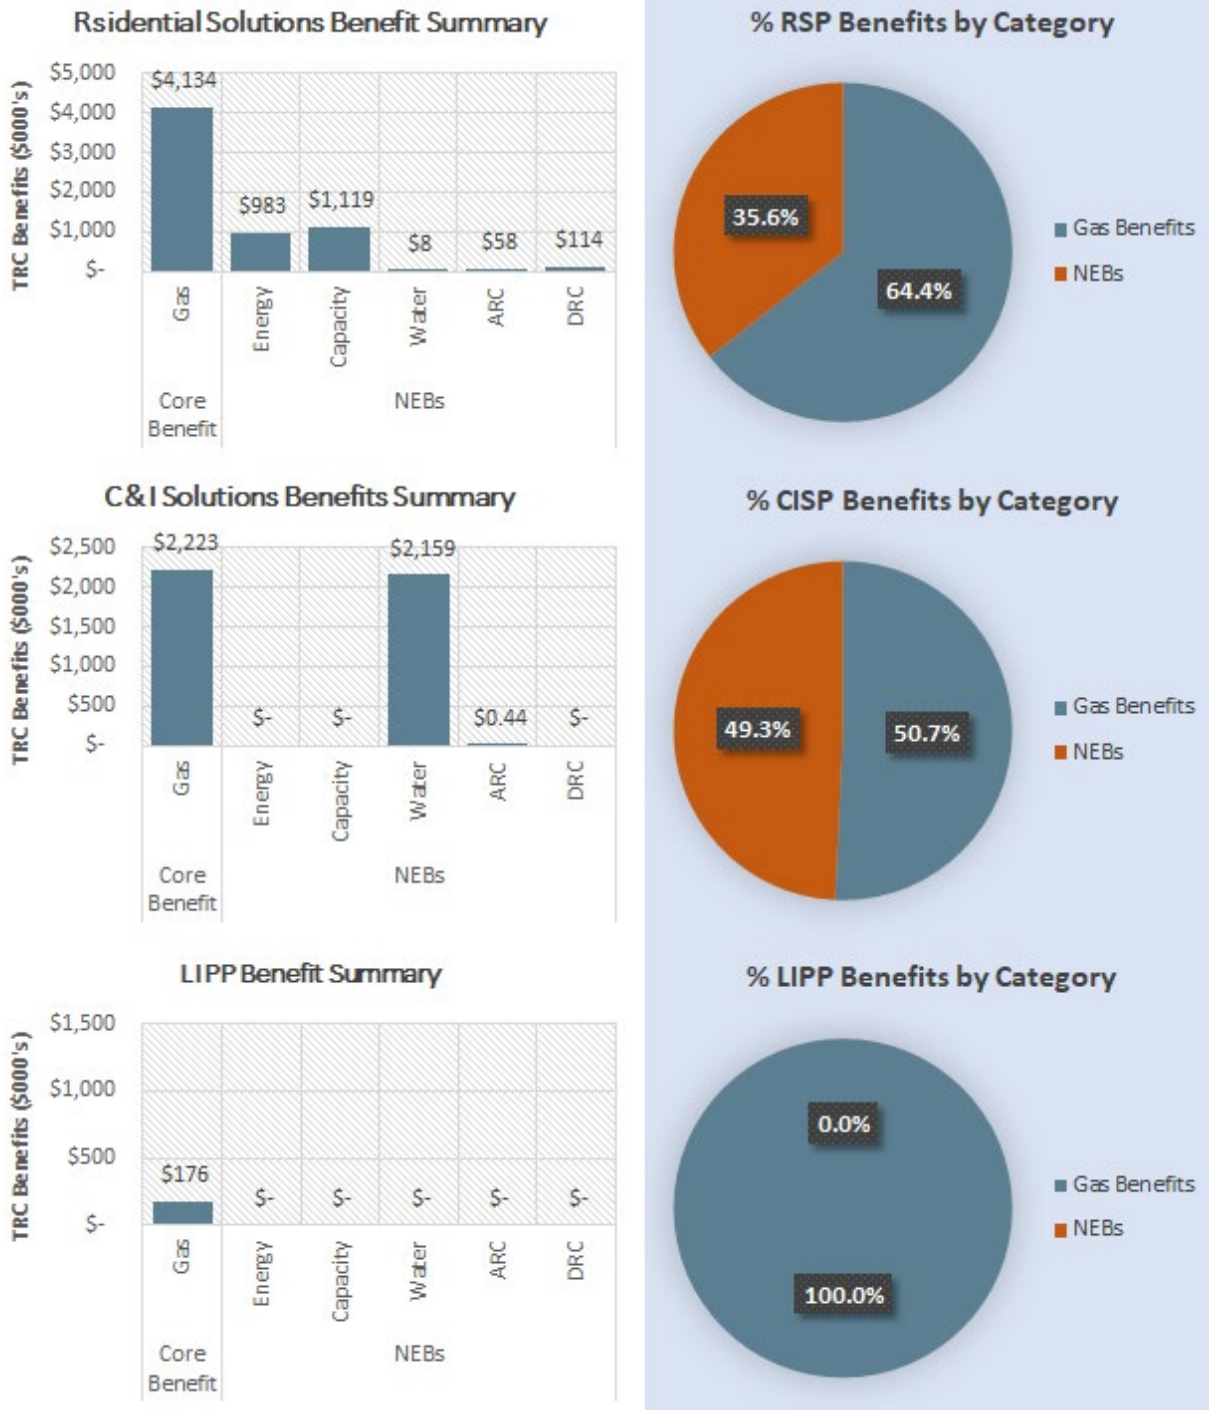 Rsidential Solutions Benefit Summary
TRC Benefits ($000's)
$5,000
$4,000
$3,000
$2,000
$1,000
$-
$4,134
$983
$1,119
$8
$58
$114
Gas
Energy
Capacity
Water
ARC
DRC
Core
Benefit
NEBs
% RSP Benefits by Category
35.6%
64.4%
Gas Benefits
NEBs
C&I Solutions Benefits Summary
TRC Benefits ($000's)
$2,500
$2,000
$1,500
$1,000
$500
$-
$2,223
$-
$-
$2,159
$0.44
$-
Gas
Energy
Capacity
Water
ARC
DRC
Core
Benefit
NEBs
% CISP Benefits by Category
49.3%
50.7%
Gas Benefits
NEBs
LIPP Benefit Summary
TRC Benefits ($000's)
$1,500
$1,000
$500
$-
$176
$-
$-
$-
$-
$-
Gas
Energy
Capacity
Water
ARC
DRC
Core
Benefit
NEBs
% LIPP Benefits by Category
0.0%
100.0%
Gas Benefits
NEBs